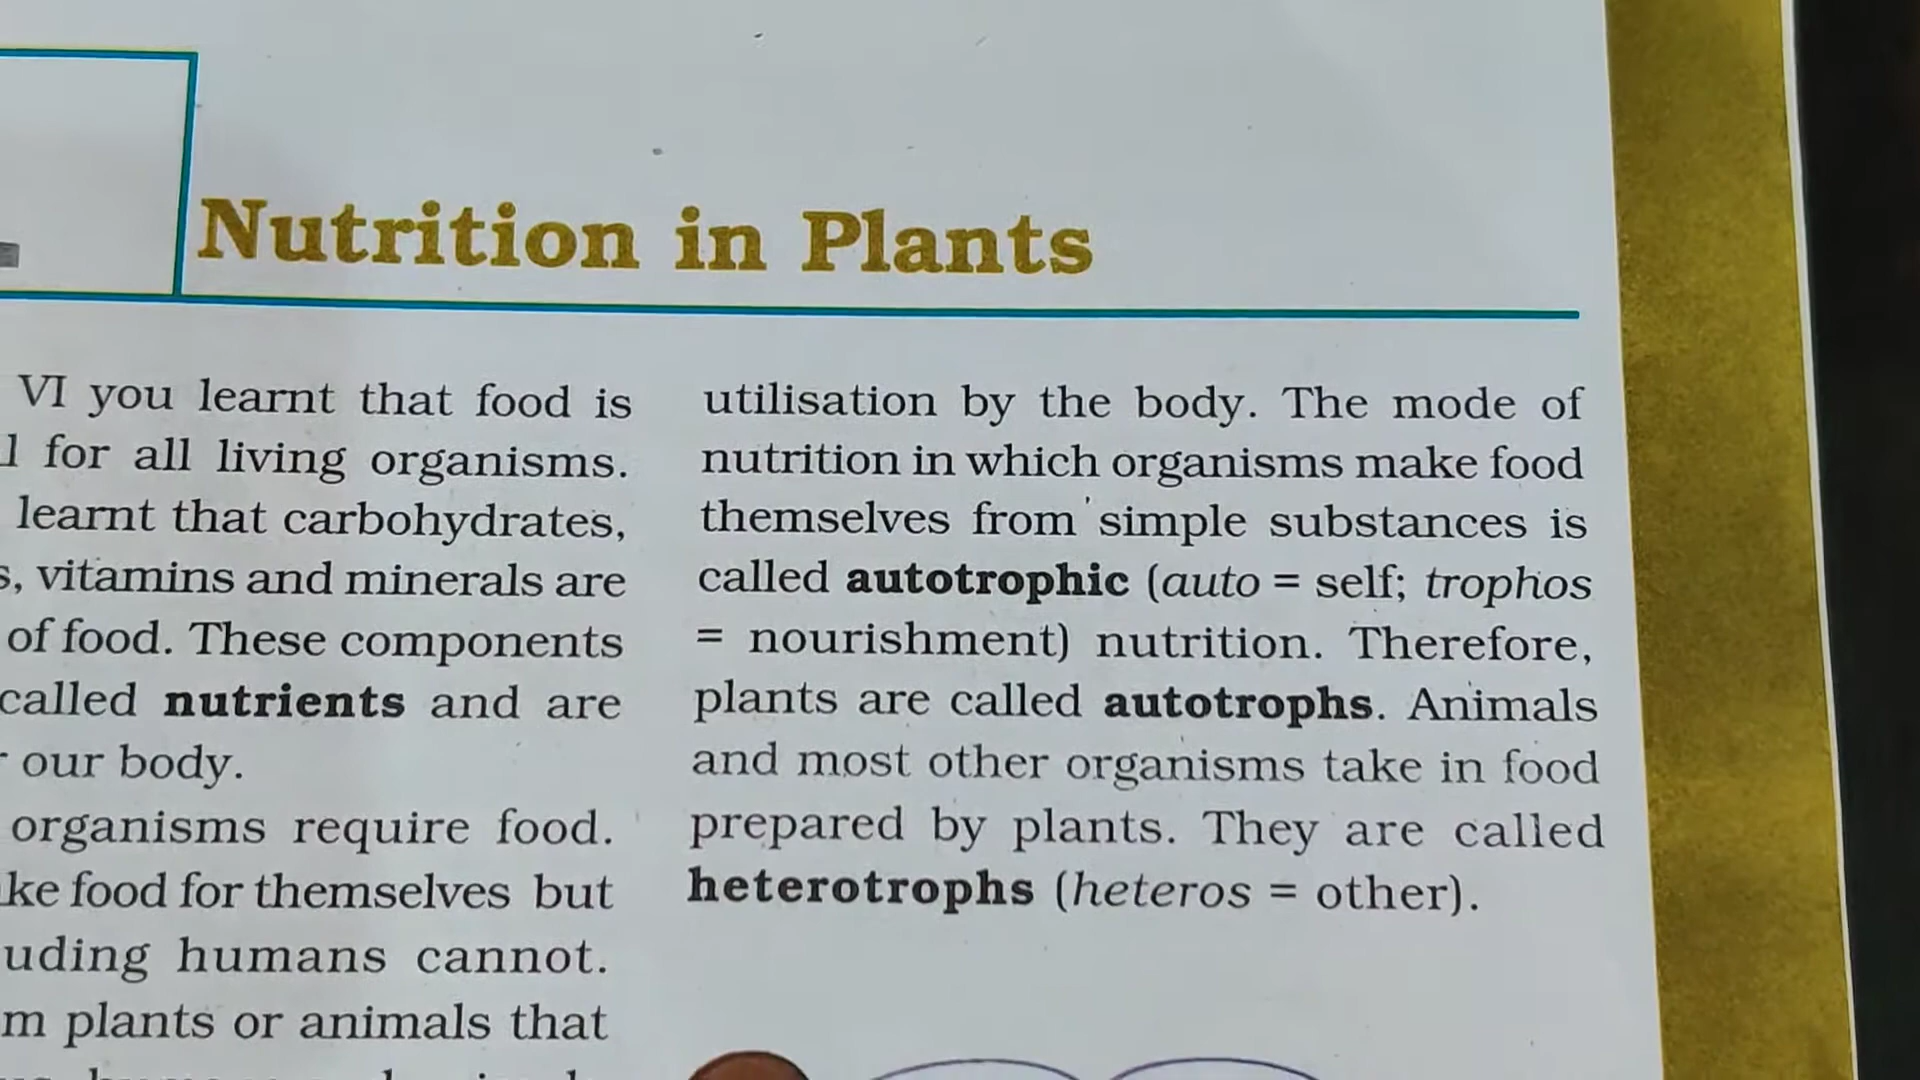 Nutrition in Plants
VI you learnt that food is
for all living organisms.
learnt that carbohydrates,
vitamins and minerals are
of food. These components
called nutrients and are
our body.
organisms require food.
ke food for themselves but
uding humans cannot.
m plants or animals that
utilisation by the body. The mode of
nutrition in which organisms make food
themselves from simple substances is
called autotrophic (auto = self; trophos
= nourishment) nutrition. Therefore,
plants are called autotrophs. Animals
and most other organisms take in food
prepared by plants. They are called
heterotrophs (heteros = other).